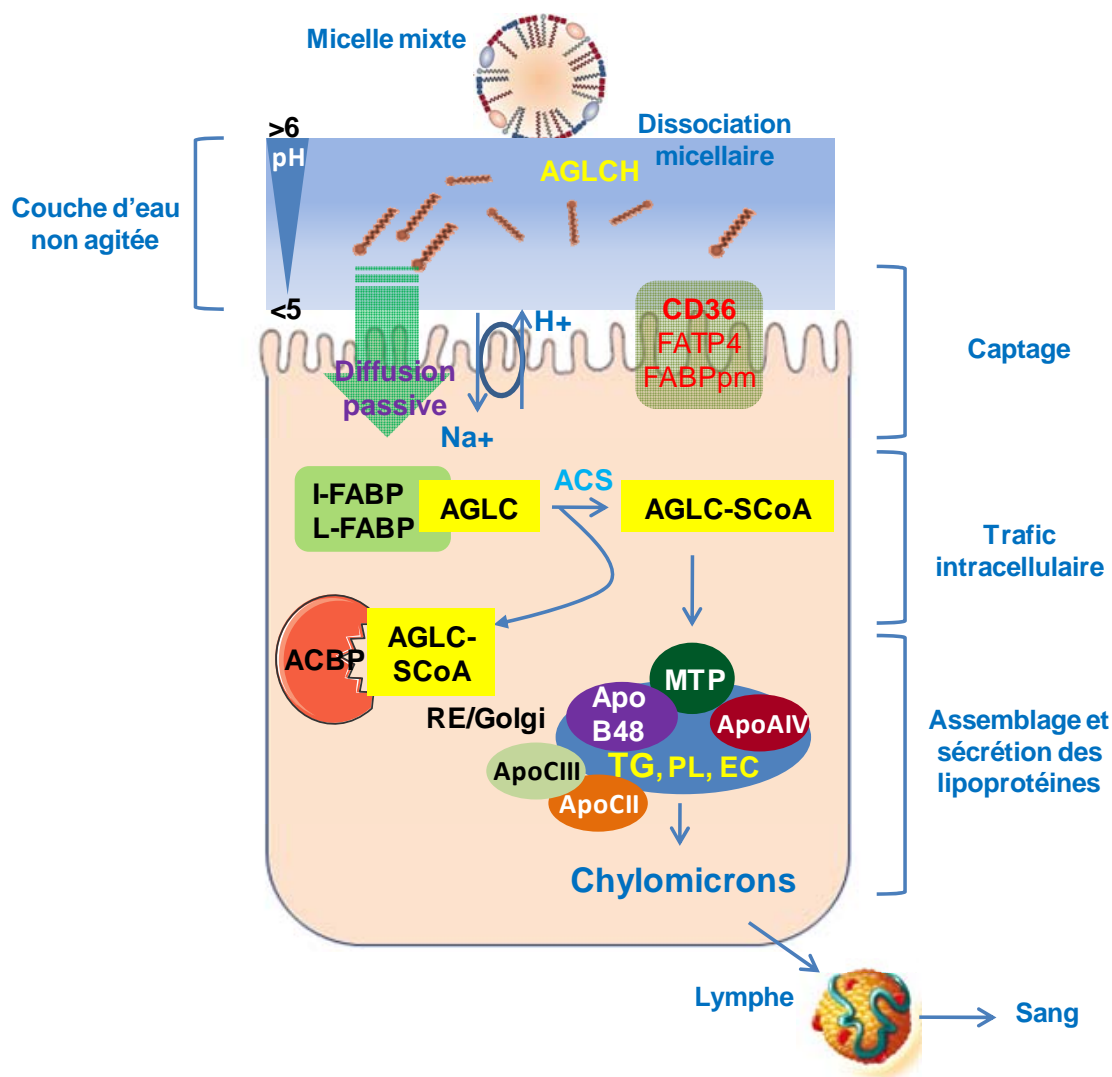 Micelle mixte
>6
pH
<5
Dissociation
micellaire
AGLCH
Couche d'eau
non agitée
H+
Na+
CD36
FATP4
FABPpm
Captage
Diffusion
passive
I-FABP
L-FABP
AGLC
ACS
AGLC-SCoA
Trafic
intracellulaire
ACBP
AGLC-
SCoA
RE/Golgi
MTP
Apo
B48
ApoAIV
TG, PL, EC
ApoCIII
ApoCII
Assemblage et
sécrétion des
lipoprotéines
Chylomicrons
Lymphe
Sang